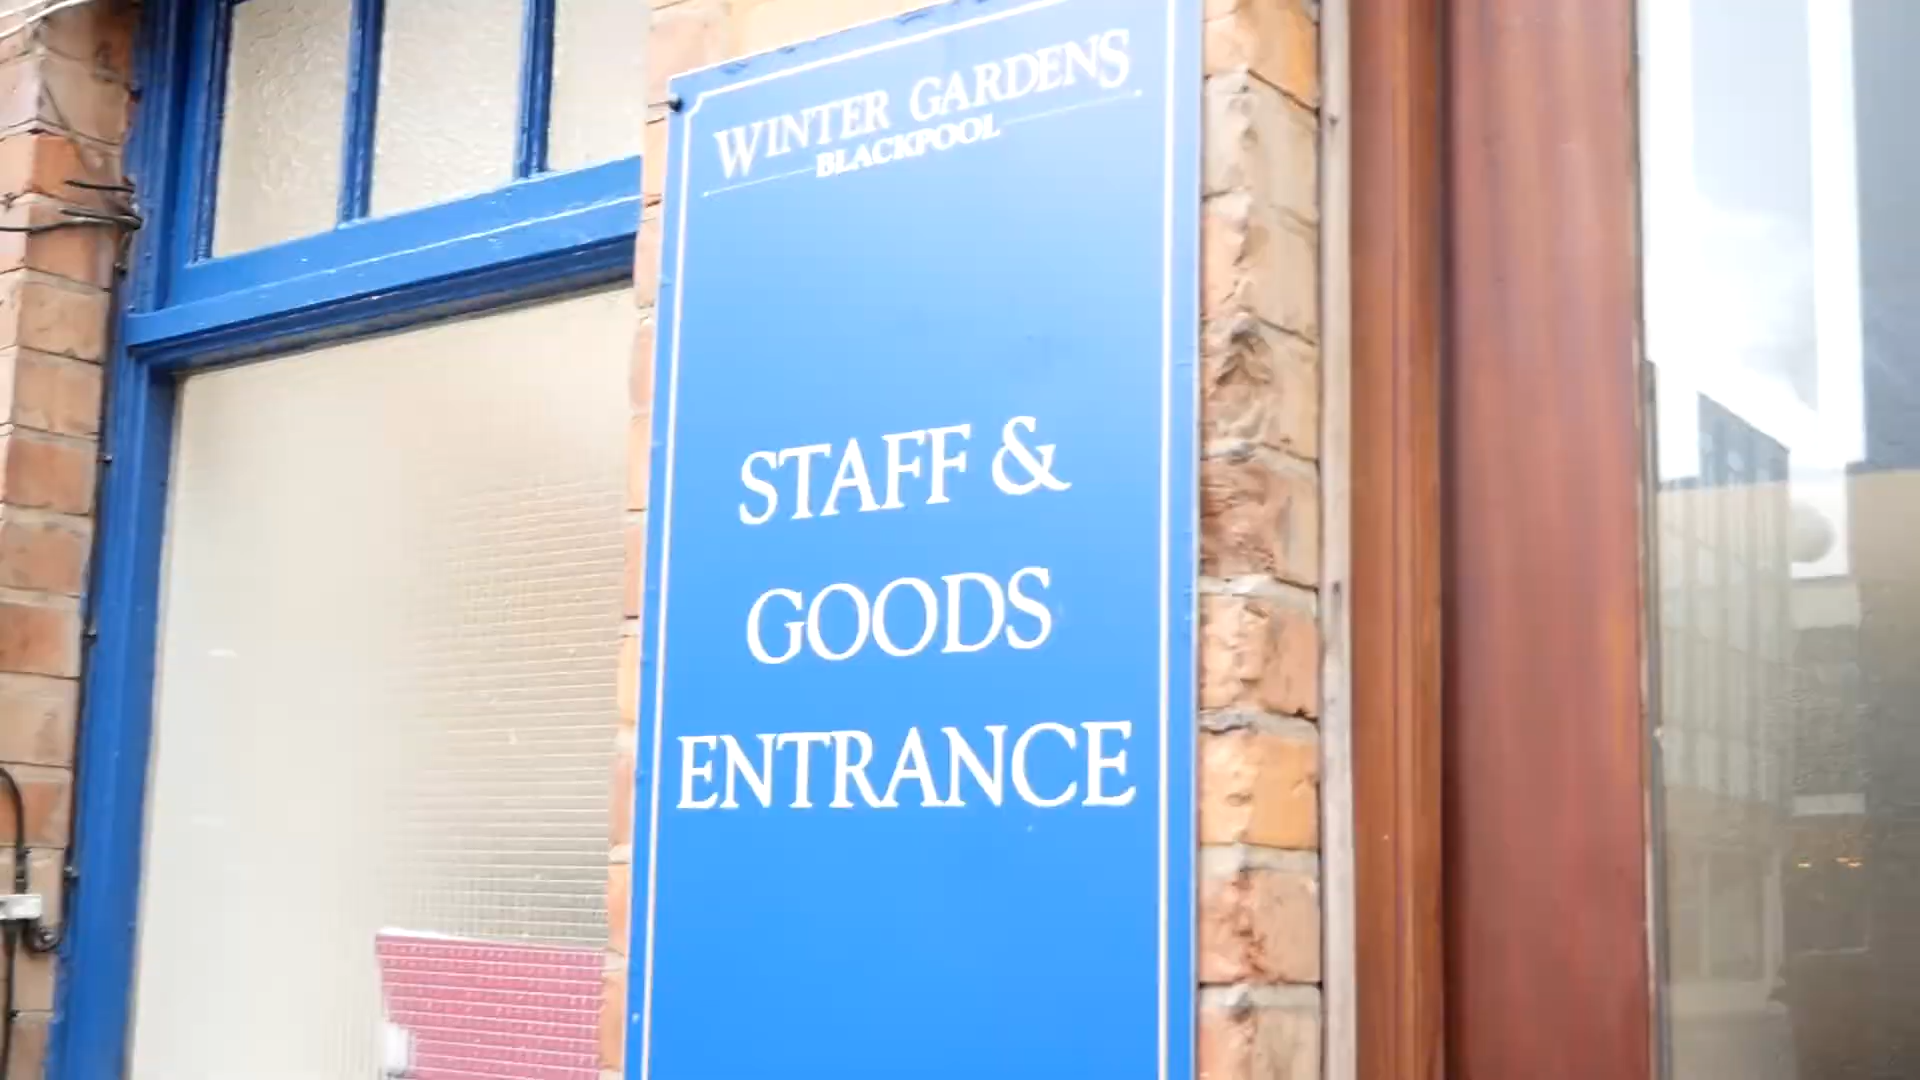 WINTER GARDENS
BLACKPOOL
STAFF &
GOODS
ENTRANCE